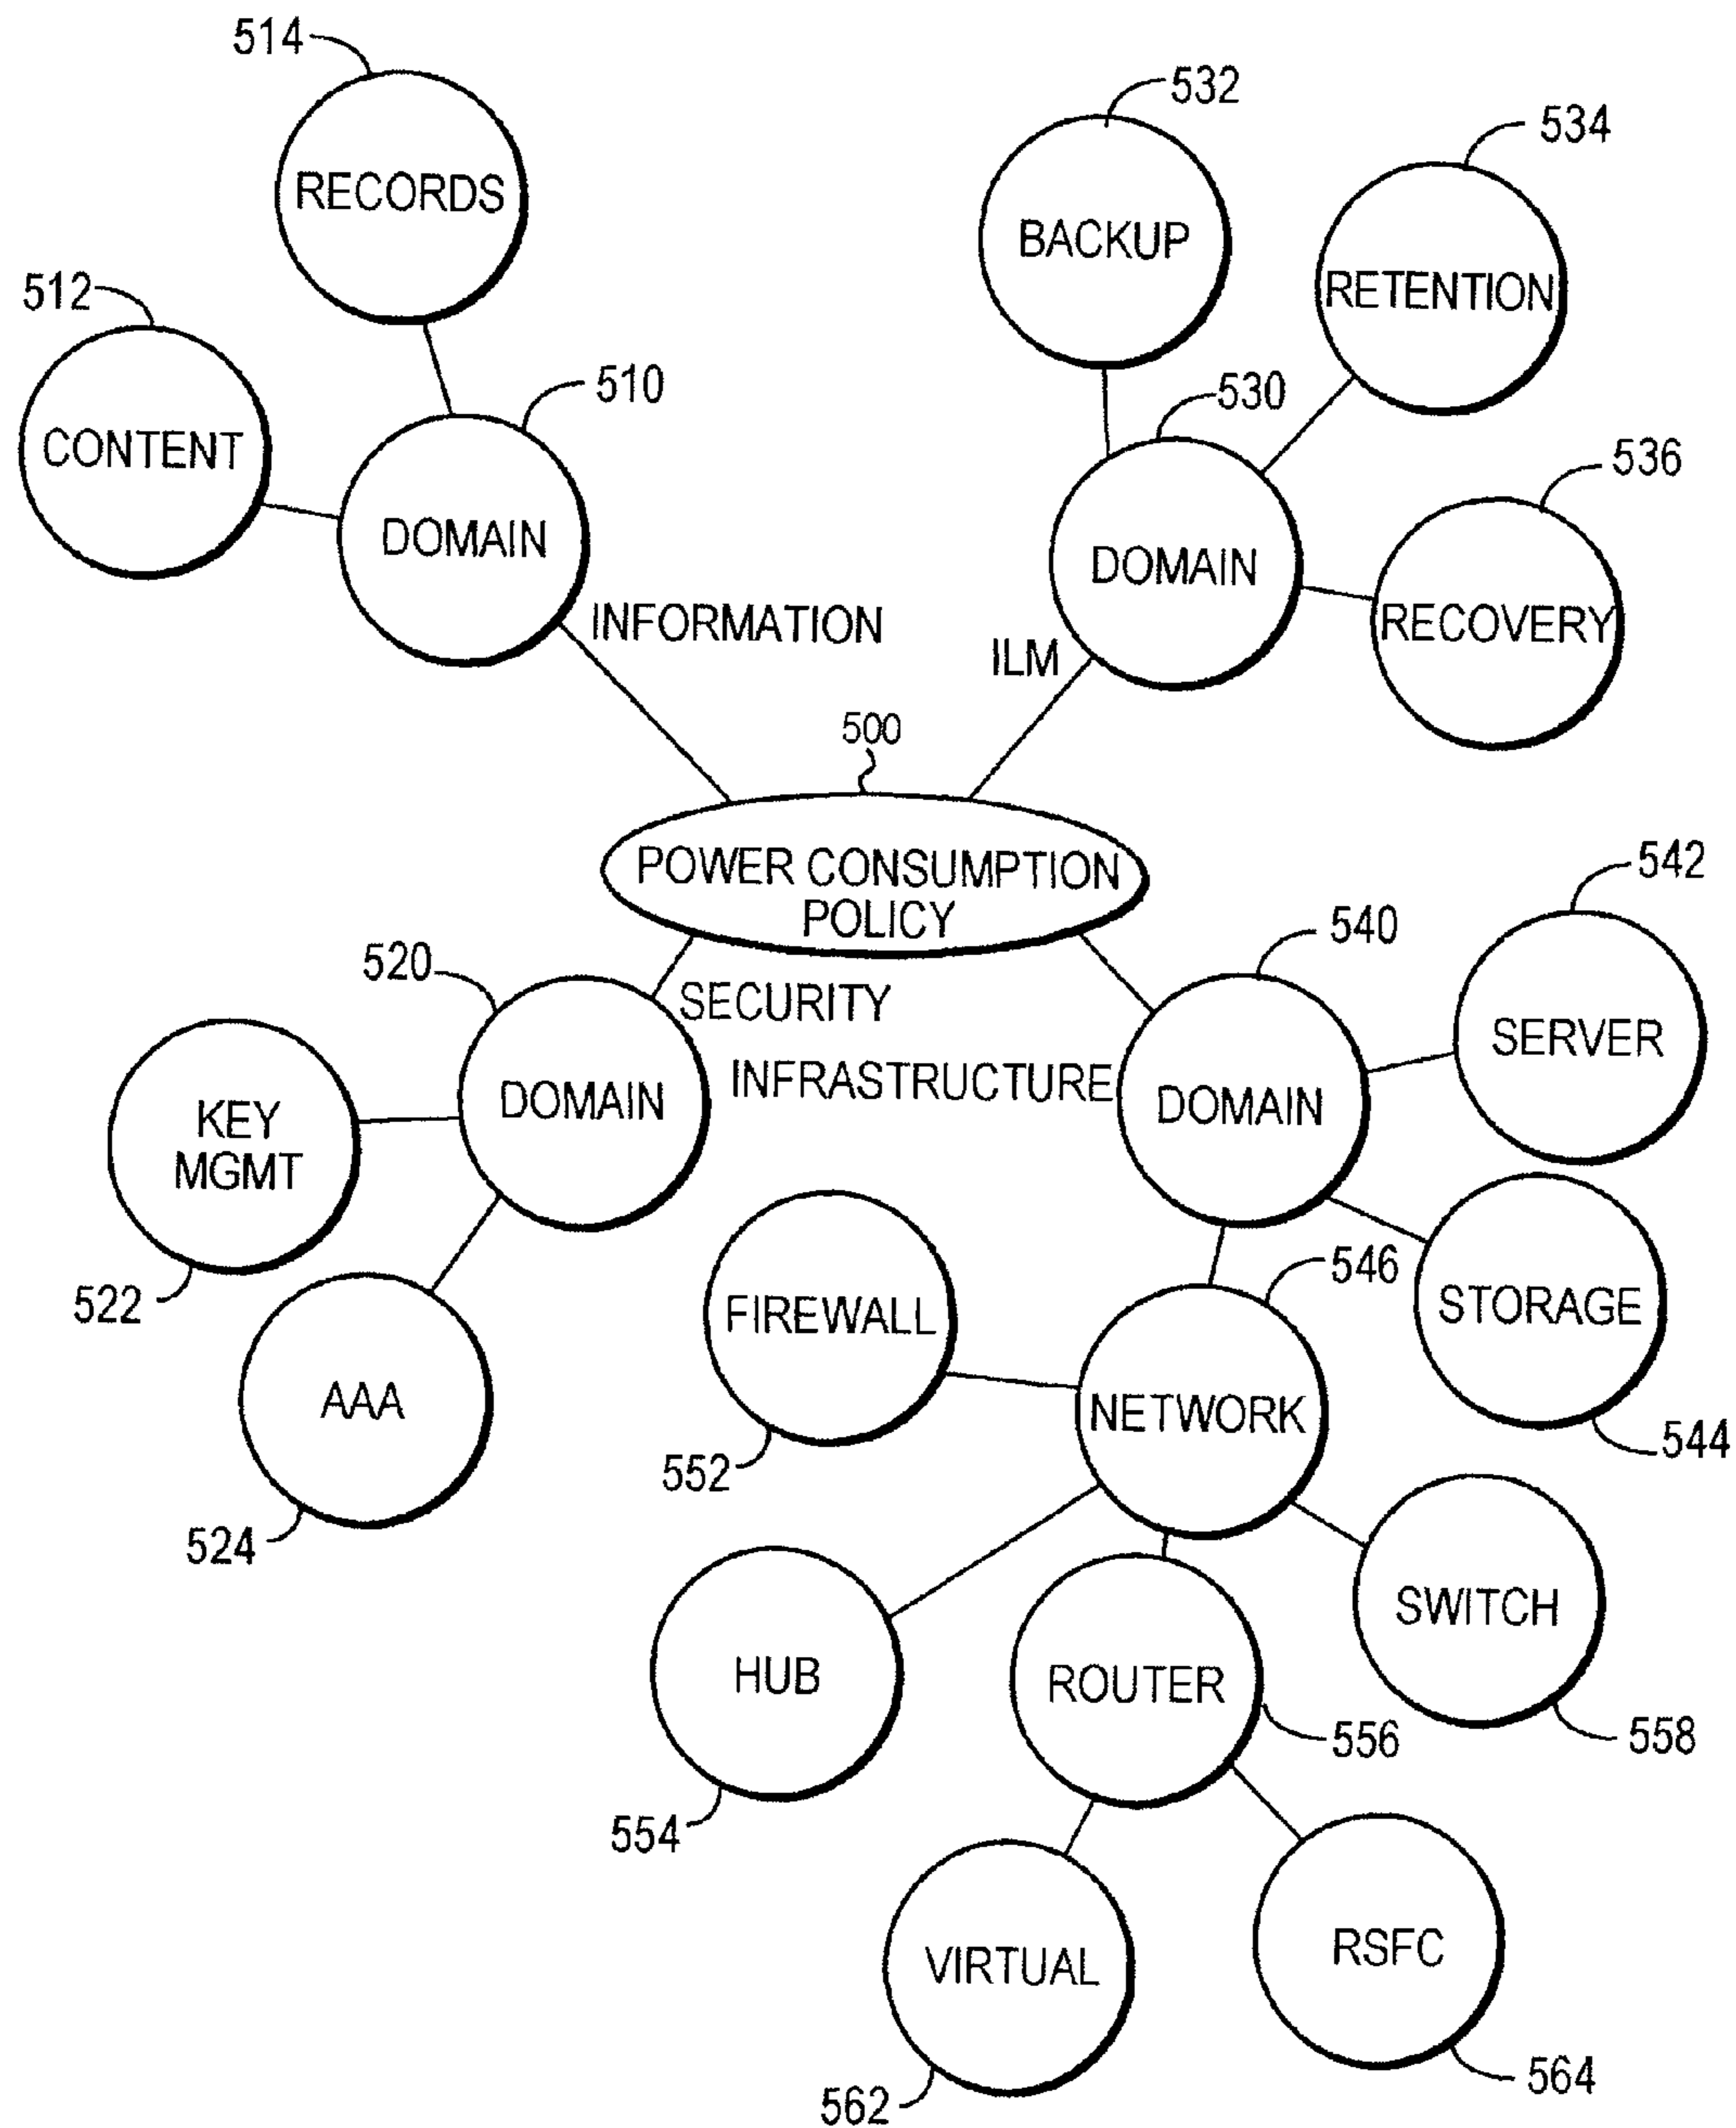 514
RECORDS
532
BACKUP
534
RETENTION
512
CONTENT
510
DOMAIN
530
DOMAIN
536
RECOVERY
INFORMATION
ILM
500
POWER CONSUMPTION
POLICY
520
SECURITY
DOMAIN
KEY
MGMT
522
AAA
524
540
INFRASTRUCTURE
DOMAIN
542
SERVER
STORAGE
544
546
NETWORK
FIREWALL
552
HUB
554
ROUTER
556
SWITCH
558
VIRTUAL
562
RSFC
564